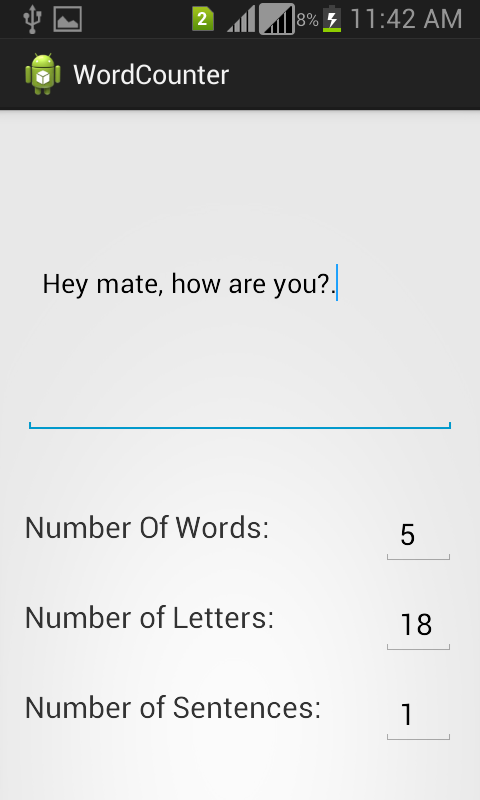 2 8% 11:42 AM
WordCounter
Hey mate, how are you?.
Number Of Words: 5
Number of Letters: 18
Number of Sentences: 1